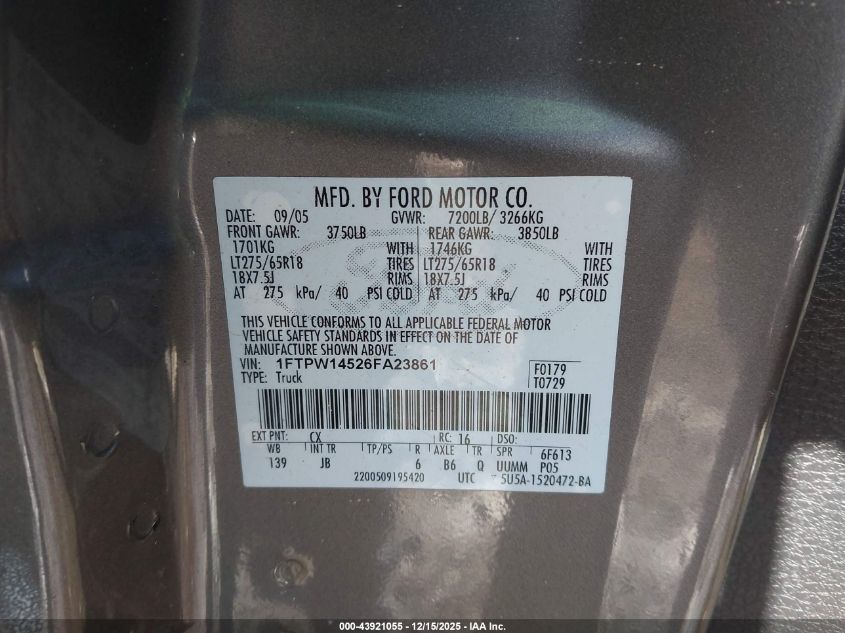 MFD. BY FORD MOTOR CO.
DATE: 09/05 GVWR: 7200LB/ 3266KG
FRONT GAWR: 3750LB REAR GAWR: 3850LB
1701KG WITH 1746KG WITH
LT275/65R18 TIRES LT275/65R18 TIRES
18X7.5J RIMS 18X7.5J RIMS
AT 275 kPa/ 40 PSI COLD AT 275 kPa/ 40 PSI COLD
THIS VEHICLE CONFORMS TO ALL APPLICABLE FEDERAL MOTOR
VEHICLE SAFETY STANDARDS IN EFFECT ON THE DATE OF
MANUFACTURE SHOWN ABOVE.
VIN: 1FTPW14526FA23861 F0179
TYPE: Truck T0729
EXT PNT: CX RC: 16 DSO:
WB INT TR TP/PS R AXLE TR SPR 6F613
139 JB 6 B6 Q UUMM P05
2200509195420 UTC 5U5A-1520472-BA
000-43921055 - 12/15/2025 - IAA Inc.